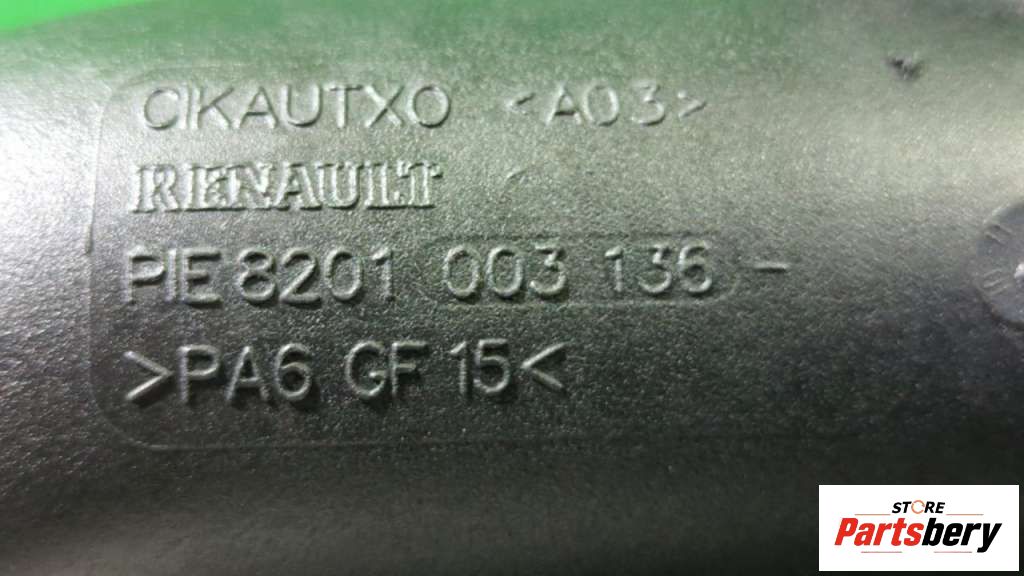 CIKAUTXO <A03>
RENAULT
PIE 8201 003 136 -
>PA6 GF 15<
STORE
Partsbery